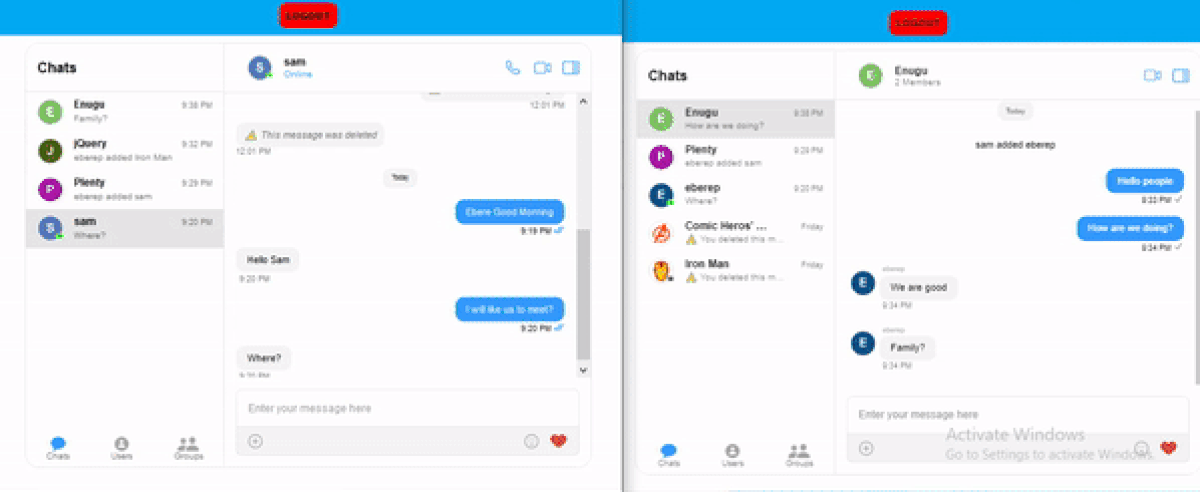 LOGOUT
Chats
Enugu
9:38 PM
Family?
jQuery
9:32 PM
eberep added Iron Man
Plenty
9:29 PM
eberep added sam
sam
9:20 PM
Where?
Chats
Users
Groups
sam
Online
12:01 PM
This message was deleted
12:01 PM
Today
Ebere Good Morning
9:19 PM
Hello Sam
9:20 PM
I will like us to meet?
9:20 PM
Where?
9:20 PM
Enter your message here
LOGOUT
Chats
Enugu
9:38 PM
How are we doing?
Plenty
9:29 PM
eberep added sam
eberep
9:20 PM
Where?
Comic Heros' ...
Friday
You deleted this m...
Iron Man
Friday
You deleted this m...
Chats
Users
Groups
Enugu
2 Members
Today
sam added eberep
Hello people
9:33 PM
How are we doing?
9:34 PM
eberep
We are good
9:34 PM
eberep
Family?
9:34 PM
Enter your message here
Activate Windows
Go to Settings to activate Windows.